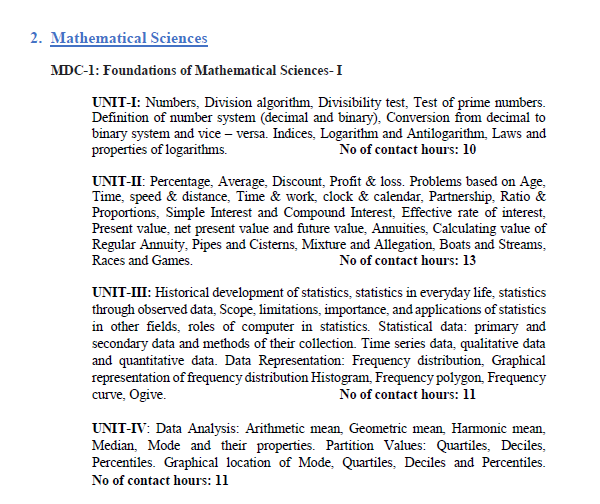 2. Mathematical Sciences
MDC-1: Foundations of Mathematical Sciences- I
UNIT-I: Numbers, Division algorithm, Divisibility test, Test of prime numbers.
Definition of number system (decimal and binary), Conversion from decimal to
binary system and vice – versa. Indices, Logarithm and Antilogarithm, Laws and
properties of logarithms. No of contact hours: 10
UNIT-II: Percentage, Average, Discount, Profit & loss. Problems based on Age,
Time, speed & distance, Time & work, clock & calendar, Partnership, Ratio &
Proportions, Simple Interest and Compound Interest, Effective rate of interest,
Present value, net present value and future value, Annuities, Calculating value of
Regular Annuity, Pipes and Cisterns, Mixture and Allegation, Boats and Streams,
Races and Games. No of contact hours: 13
UNIT-III: Historical development of statistics, statistics in everyday life, statistics
through observed data, Scope, limitations, importance, and applications of statistics
in other fields, roles of computer in statistics. Statistical data: primary and
secondary data and methods of their collection. Time series data, qualitative data
and quantitative data. Data Representation: Frequency distribution, Graphical
representation of frequency distribution Histogram, Frequency polygon, Frequency
curve, Ogive. No of contact hours: 11
UNIT-IV: Data Analysis: Arithmetic mean, Geometric mean, Harmonic mean,
Median, Mode and their properties. Partition Values: Quartiles, Deciles,
Percentiles. Graphical location of Mode, Quartiles, Deciles and Percentiles.
No of contact hours: 11